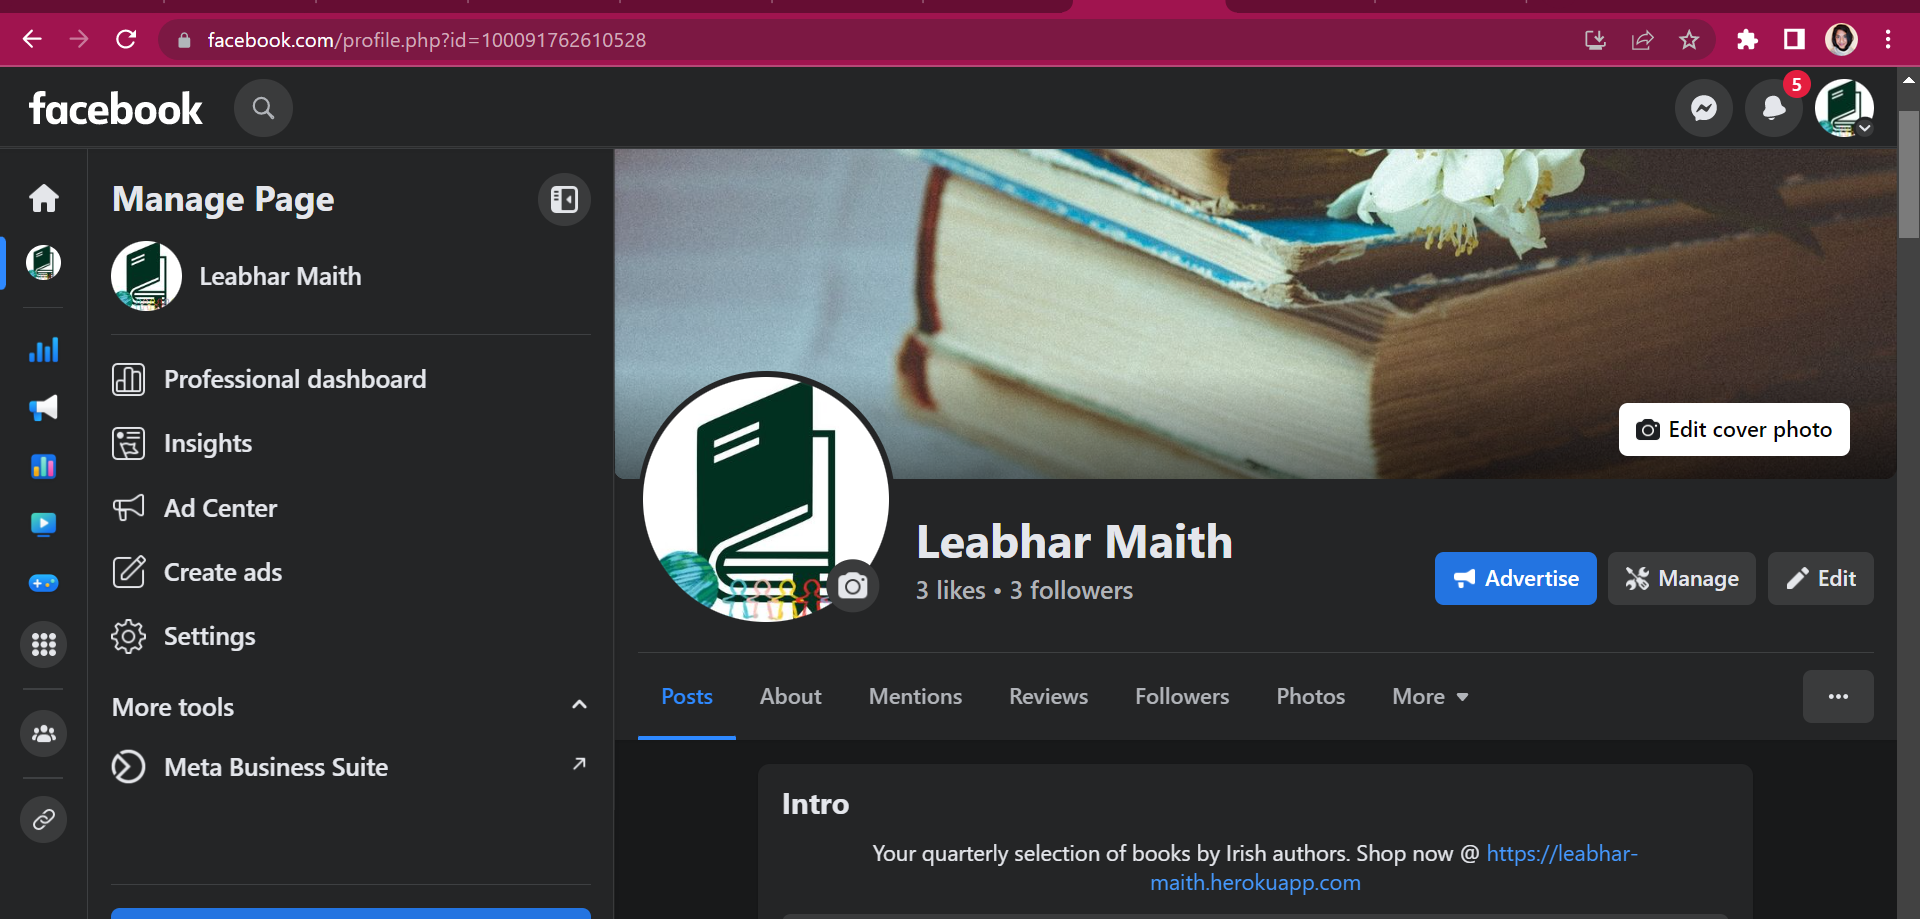 facebook.com/profile.php?id=100091762610528
facebook
5
Manage Page
Leabhar Maith
Professional dashboard
Insights
Ad Center
Create ads
Settings
More tools
Meta Business Suite
Edit cover photo
Leabhar Maith
3 likes • 3 followers
Advertise
Manage
Edit
Posts
About
Mentions
Reviews
Followers
Photos
More
Intro
Your quarterly selection of books by Irish authors. Shop now @ https://leabhar-
maith.herokuapp.com